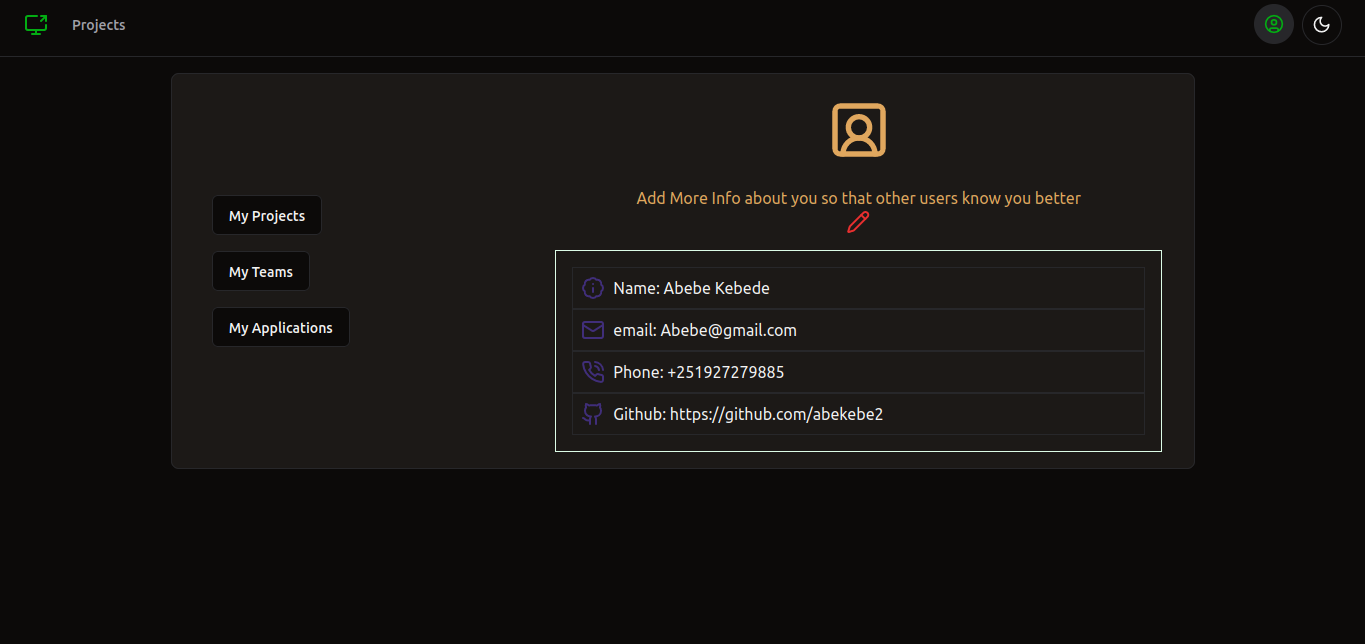 Projects
My Projects
My Teams
My Applications
Add More Info about you so that other users know you better
Name: Abebe Kebede
email: Abebe@gmail.com
Phone: +251927279885
Github: https://github.com/abekebe2